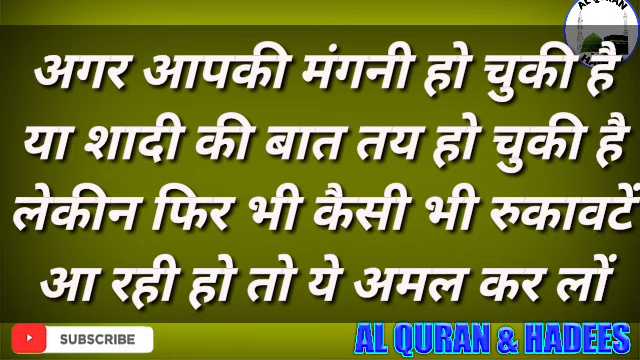 AL QURAN
अगर आपकी मंगनी हो चुकी है
या शादी की बात तय हो चुकी है
लेकीन फिर भी कैसी भी रुकावटें
आ रही हो तो ये अमल कर लों
SUBSCRIBE
AL QURAN & HADEES